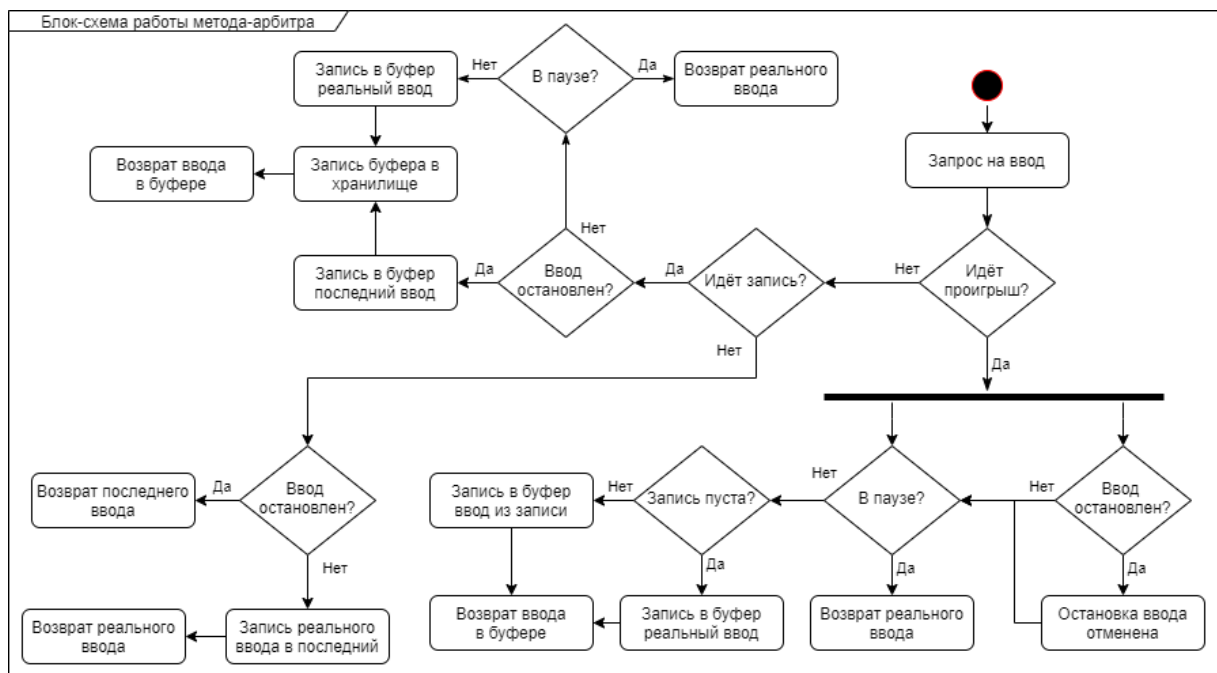 Блок-схема работы метода-арбитра
Запись в буфер
реальный ввод
Нет
В паузе?
Да
Возврат реального
ввода
Возврат ввода
в буфере
Запись буфера в
хранилище
Запрос на ввод
Нет
Запись в буфер
последний ввод
Да
Ввод
остановлен?
Да
Идёт запись?
Нет
Идёт
проигрыш?
Нет
Да
Возврат последнего
ввода
Да
Ввод
остановлен?
Нет
Возврат реального
ввода
Запись реального
ввода в последний
Запись в буфер
ввод из записи
Нет
Запись пуста?
Нет
В паузе?
Нет
Ввод
остановлен?
Да
Да
Да
Возврат ввода
в буфере
Запись в буфер
реальный ввод
Возврат реального
ввода
Остановка ввода
отменена